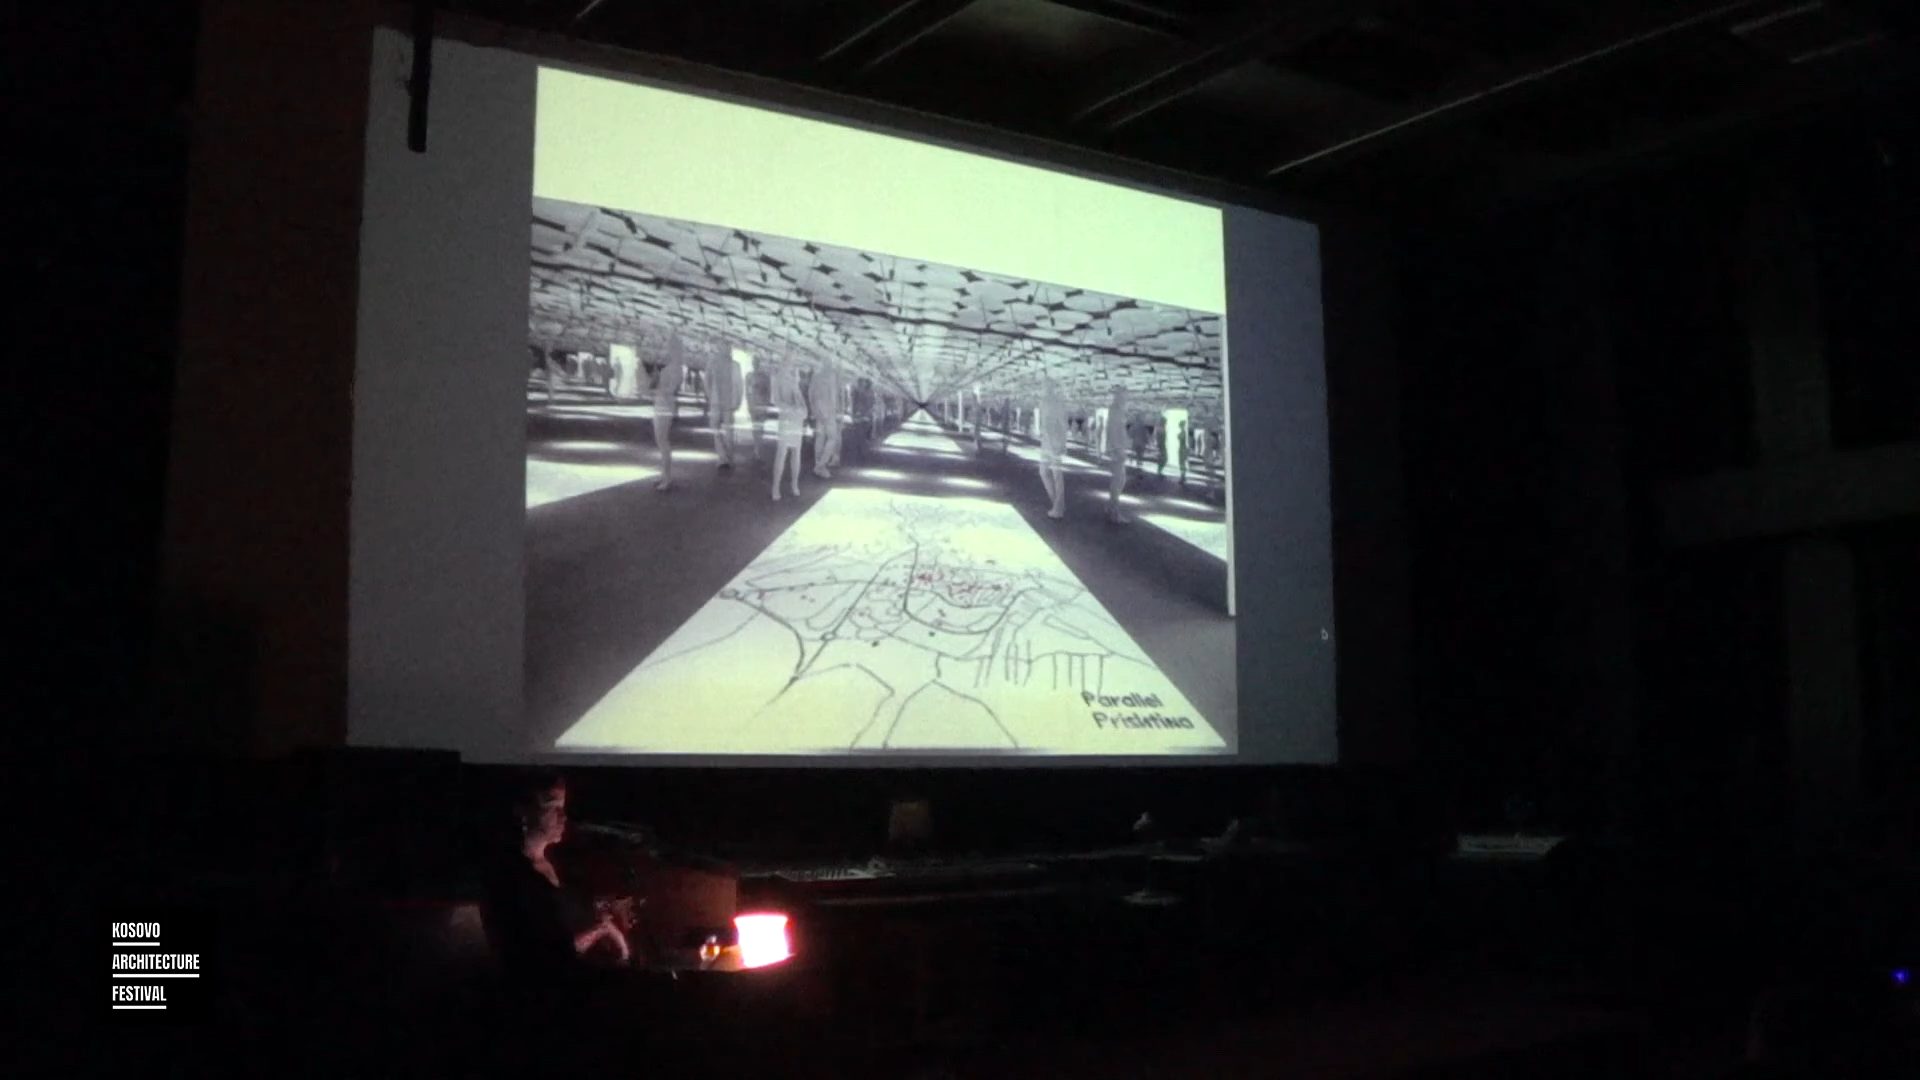 Parallel
Prishtina
KOSOVO
ARCHITECTURE
FESTIVAL